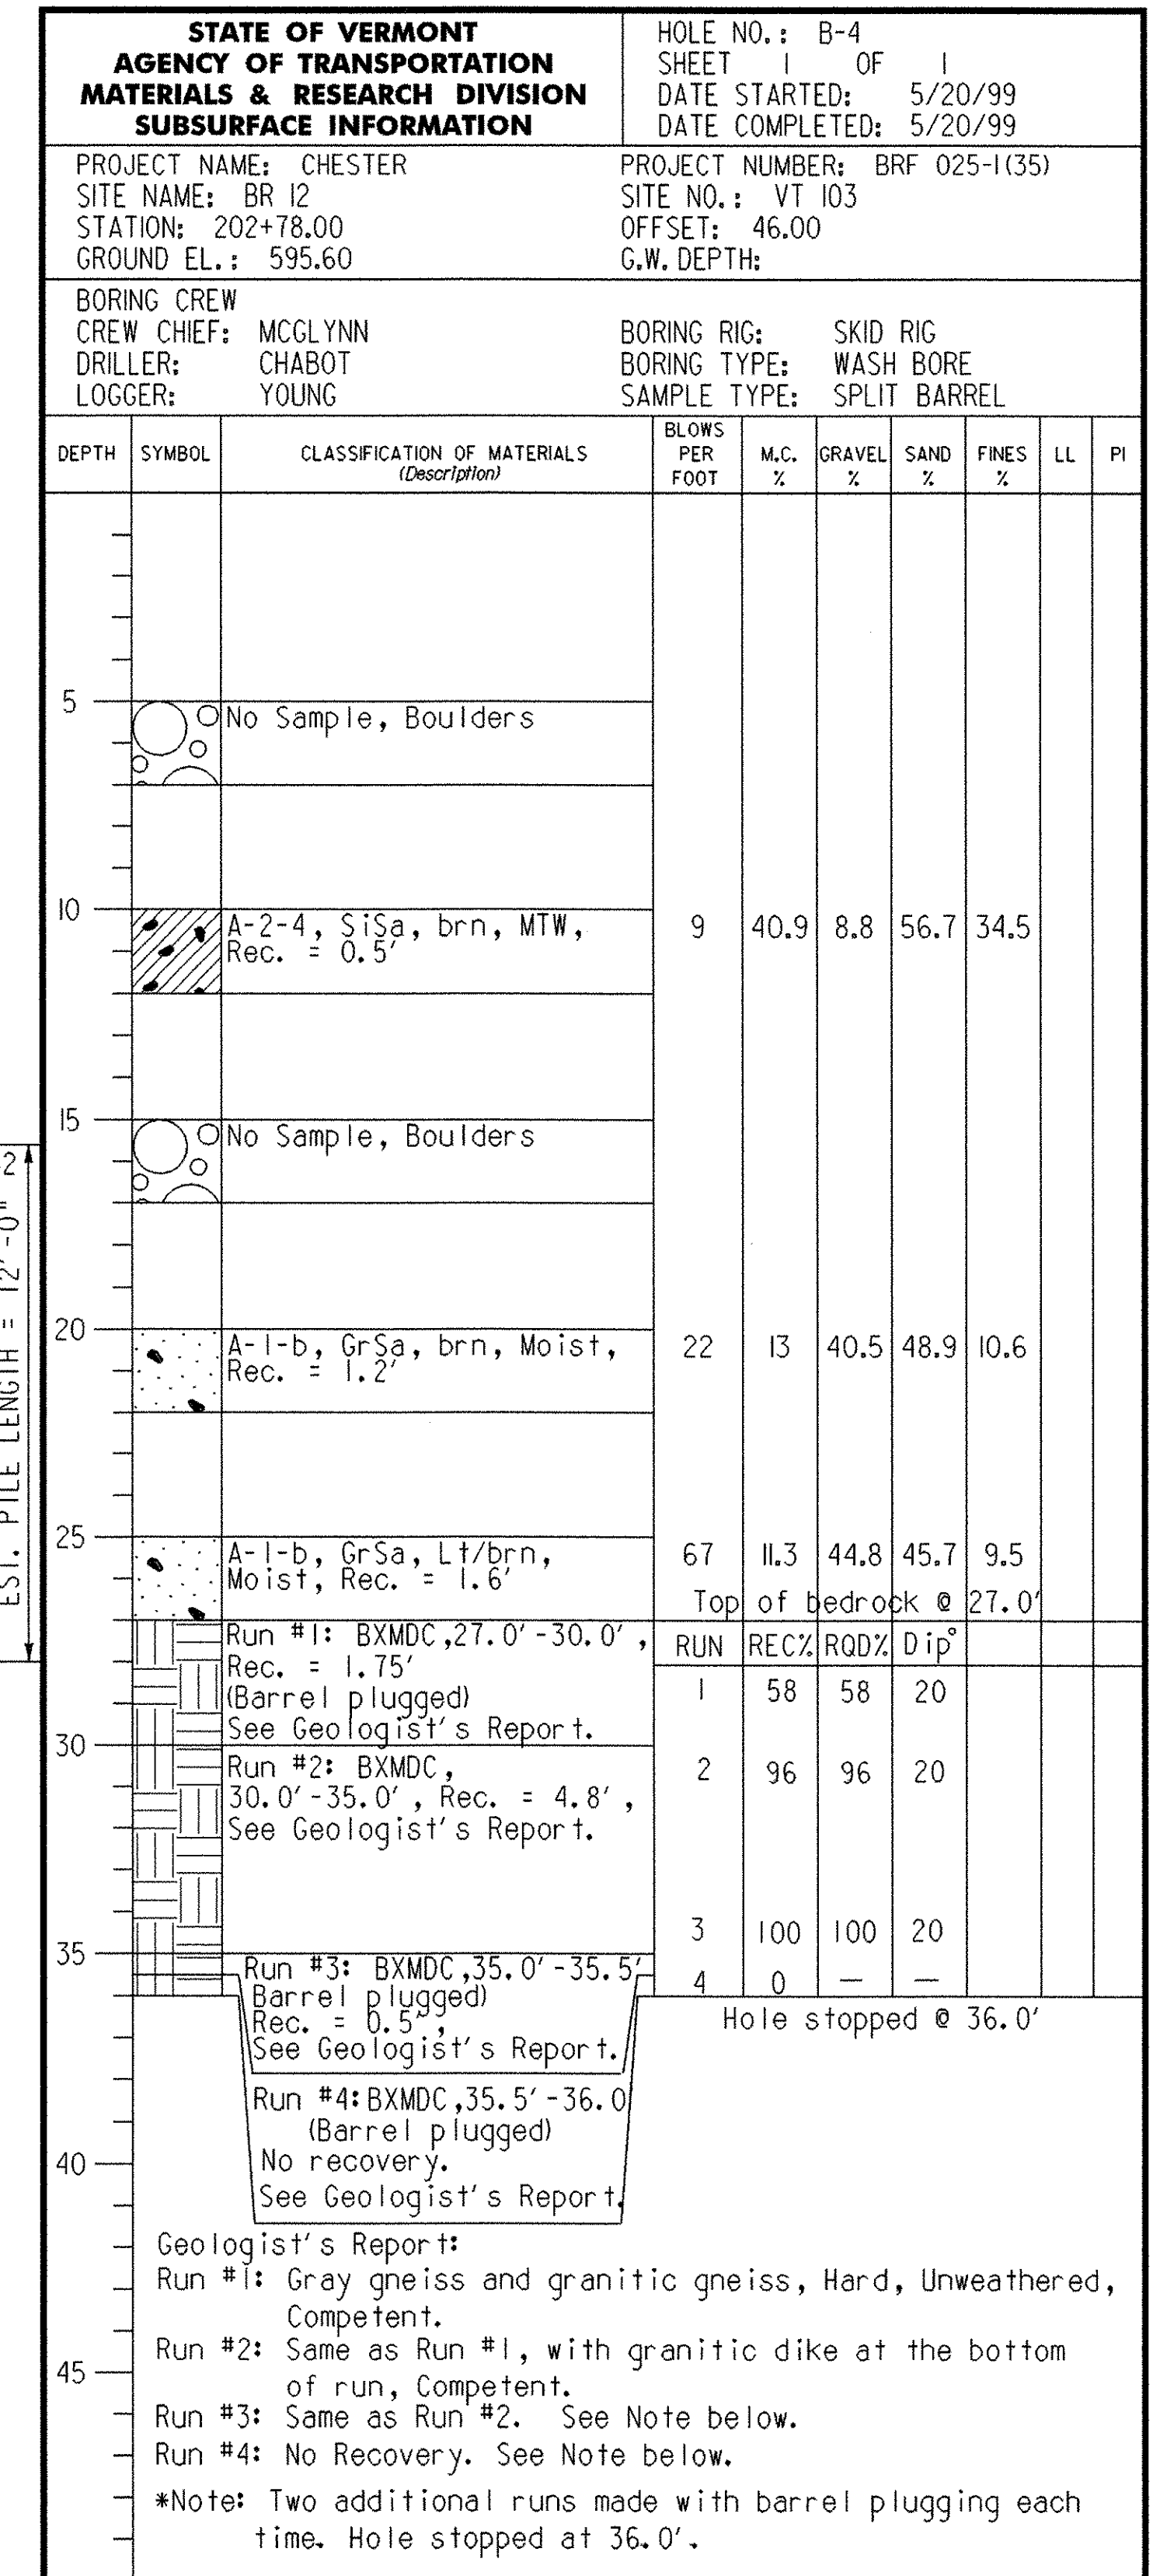 STATE OF VERMONT
AGENCY OF TRANSPORTATION
MATERIALS & RESEARCH DIVISION
SUBSURFACE INFORMATION
HOLE NO.: B-4
SHEET 1 OF 1
DATE STARTED: 5/20/99
DATE COMPLETED: 5/20/99
PROJECT NAME: CHESTER
SITE NAME: BR 12
STATION: 202+78.00
GROUND EL.: 595.60
PROJECT NUMBER: BRF 025-1(35)
SITE NO.: VT 103
OFFSET: 46.00
G.W. DEPTH:
BORING CREW
CREW CHIEF: MCGLYNN
DRILLER: CHABOT
LOGGER: YOUNG
BORING RIG: SKID RIG
BORING TYPE: WASH BORE
SAMPLE TYPE: SPLIT BARREL
DEPTH SYMBOL CLASSIFICATION OF MATERIALS (Description) BLOWS PER FOOT M.C. % GRAVEL % SAND % FINES % LL PI
5 No Sample, Boulders
10 A-2-4, SiSa, brn, MTW, 9 40.9 8.8 56.7 34.5
Rec. = 0.5'
15 No Sample, Boulders
EST. PILE LENGTH = 12'-0"
20 A-1-b, GrSa, brn, Moist, 22 13 40.5 48.9 10.6
Rec. = 1.2'
25 A-1-b, GrSa, Lt/brn, 67 11.3 44.8 45.7 9.5
Moist, Rec. = 1.6'
Top of bedrock @ 27.0'
Run #1: BXMDC,27.0'-30.0', RUN REC% RQD% Dip°
Rec. = 1.75'
(Barrel plugged) 1 58 58 20
See Geologist's Report.
30
Run #2: BXMDC, 2 96 96 20
30.0'-35.0', Rec. = 4.8',
See Geologist's Report.
3 100 100 20
35
Run #3: BXMDC,35.0'-35.5' 4 0 — —
Barrel plugged)
Rec. = 0.5",
See Geologist's Report.
Hole stopped @ 36.0'
Run #4:BXMDC,35.5'-36.0
(Barrel plugged)
No recovery.
40
See Geologist's Report.
Geologist's Report:
Run #1: Gray gneiss and granitic gneiss, Hard, Unweathered,
Competent.
Run #2: Same as Run #1, with granitic dike at the bottom
45
of run, Competent.
Run #3: Same as Run #2. See Note below.
Run #4: No Recovery. See Note below.
*Note: Two additional runs made with barrel plugging each
time. Hole stopped at 36.0'.